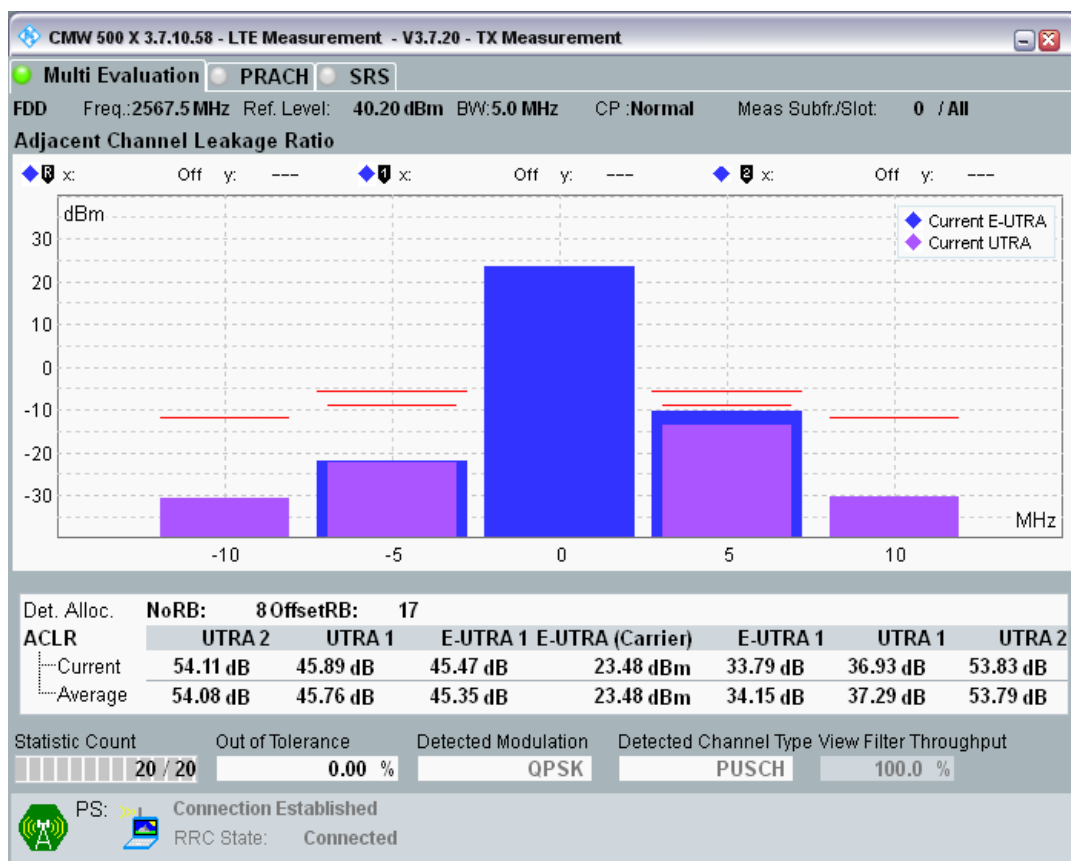 CMW 500 X 3.7.10.58 - LTE Measurement - V3.7.20 - TX Measurement
Multi Evaluation PRACH SRS
FDD Freq.:2567.5 MHz Ref. Level: 40.20 dBm BW:5.0 MHz CP :Normal Meas Subfr./Slot: 0 / All
Adjacent Channel Leakage Ratio
R x: Off y: --- 1 x: Off y: --- 2 x: Off y: ---
dBm
Current E-UTRA
Current UTRA
30
20
10
0
-10
-20
-30
MHz
-10 -5 0 5 10
Det. Alloc. NoRB: 8 OffsetRB: 17
ACLR UTRA 2 UTRA 1 E-UTRA 1 E-UTRA (Carrier) E-UTRA 1 UTRA 1 UTRA 2
Current 54.11 dB 45.89 dB 45.47 dB 23.48 dBm 33.79 dB 36.93 dB 53.83 dB
Average 54.08 dB 45.76 dB 45.35 dB 23.48 dBm 34.15 dB 37.29 dB 53.79 dB
Statistic Count Out of Tolerance Detected Modulation Detected Channel Type View Filter Throughput
20 / 20 0.00 % QPSK PUSCH 100.0 %
PS: Connection Established
RRC State: Connected